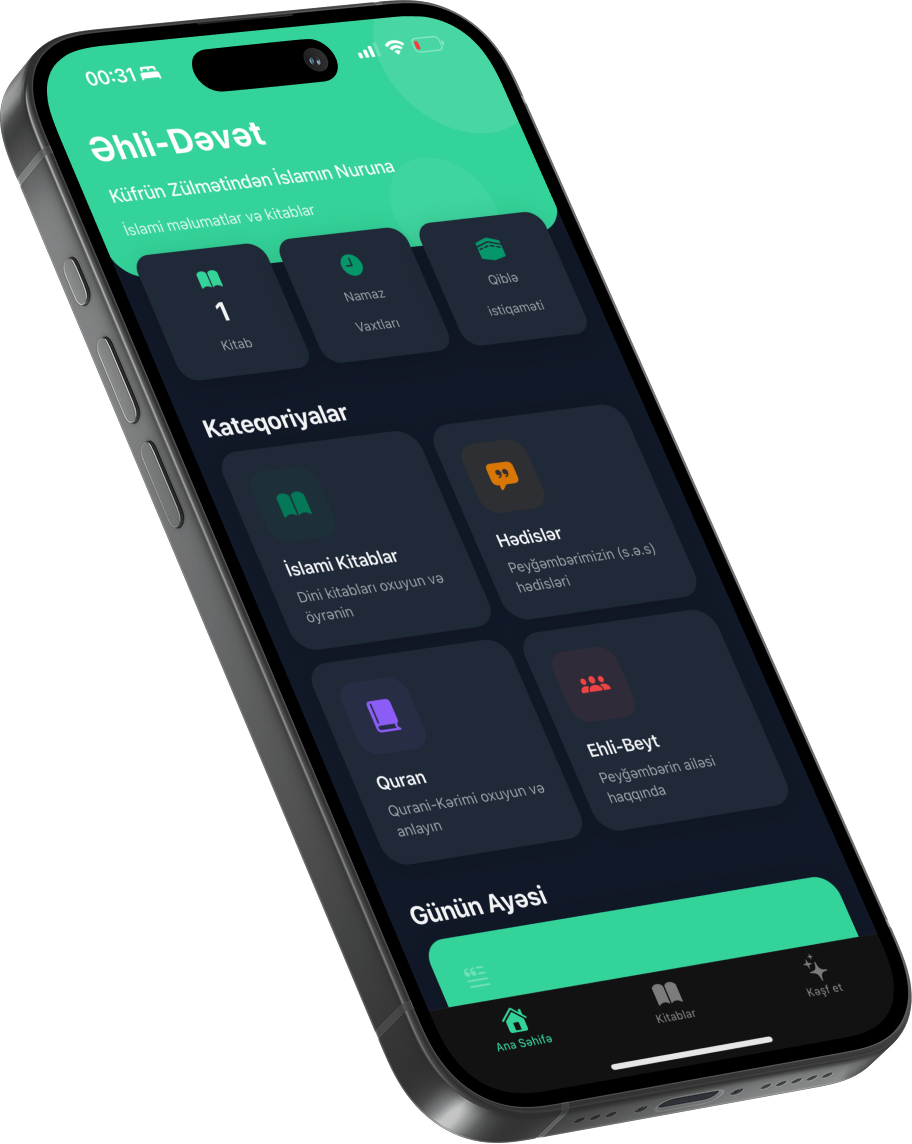 00:31
Əhli-Dəvət
Küfrün Zülmətindən İslamın Nuruna
İslami məlumatlar və kitablar
1
Kitab
Namaz
Vaxtları
Qiblə
istiqaməti
Kateqoriyalar
İslami Kitablar
Dini kitabları oxuyun və
öyrənin
Hədislər
Peyğəmbərimizin (s.ə.s)
hədisləri
Quran
Qurani-Kərimi oxuyun və
anlayın
Ehli-Beyt
Peyğəmbərin ailəsi
haqqında
Günün Ayəsi
Ana Səhifə
Kitablar
Kəşf et